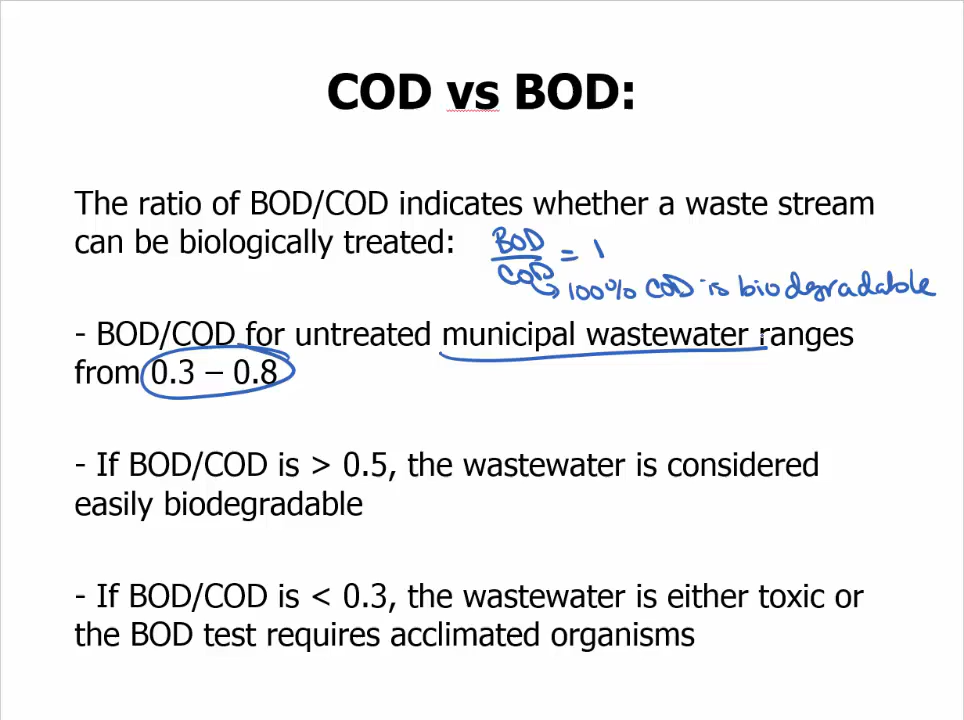 COD vs BOD:
The ratio of BOD/COD indicates whether a waste stream
can be biologically treated:
BOD
COD
= 1
100% COD is biodegradable
- BOD/COD for untreated municipal wastewater ranges
from 0.3 – 0.8
- If BOD/COD is > 0.5, the wastewater is considered
easily biodegradable
- If BOD/COD is < 0.3, the wastewater is either toxic or
the BOD test requires acclimated organisms